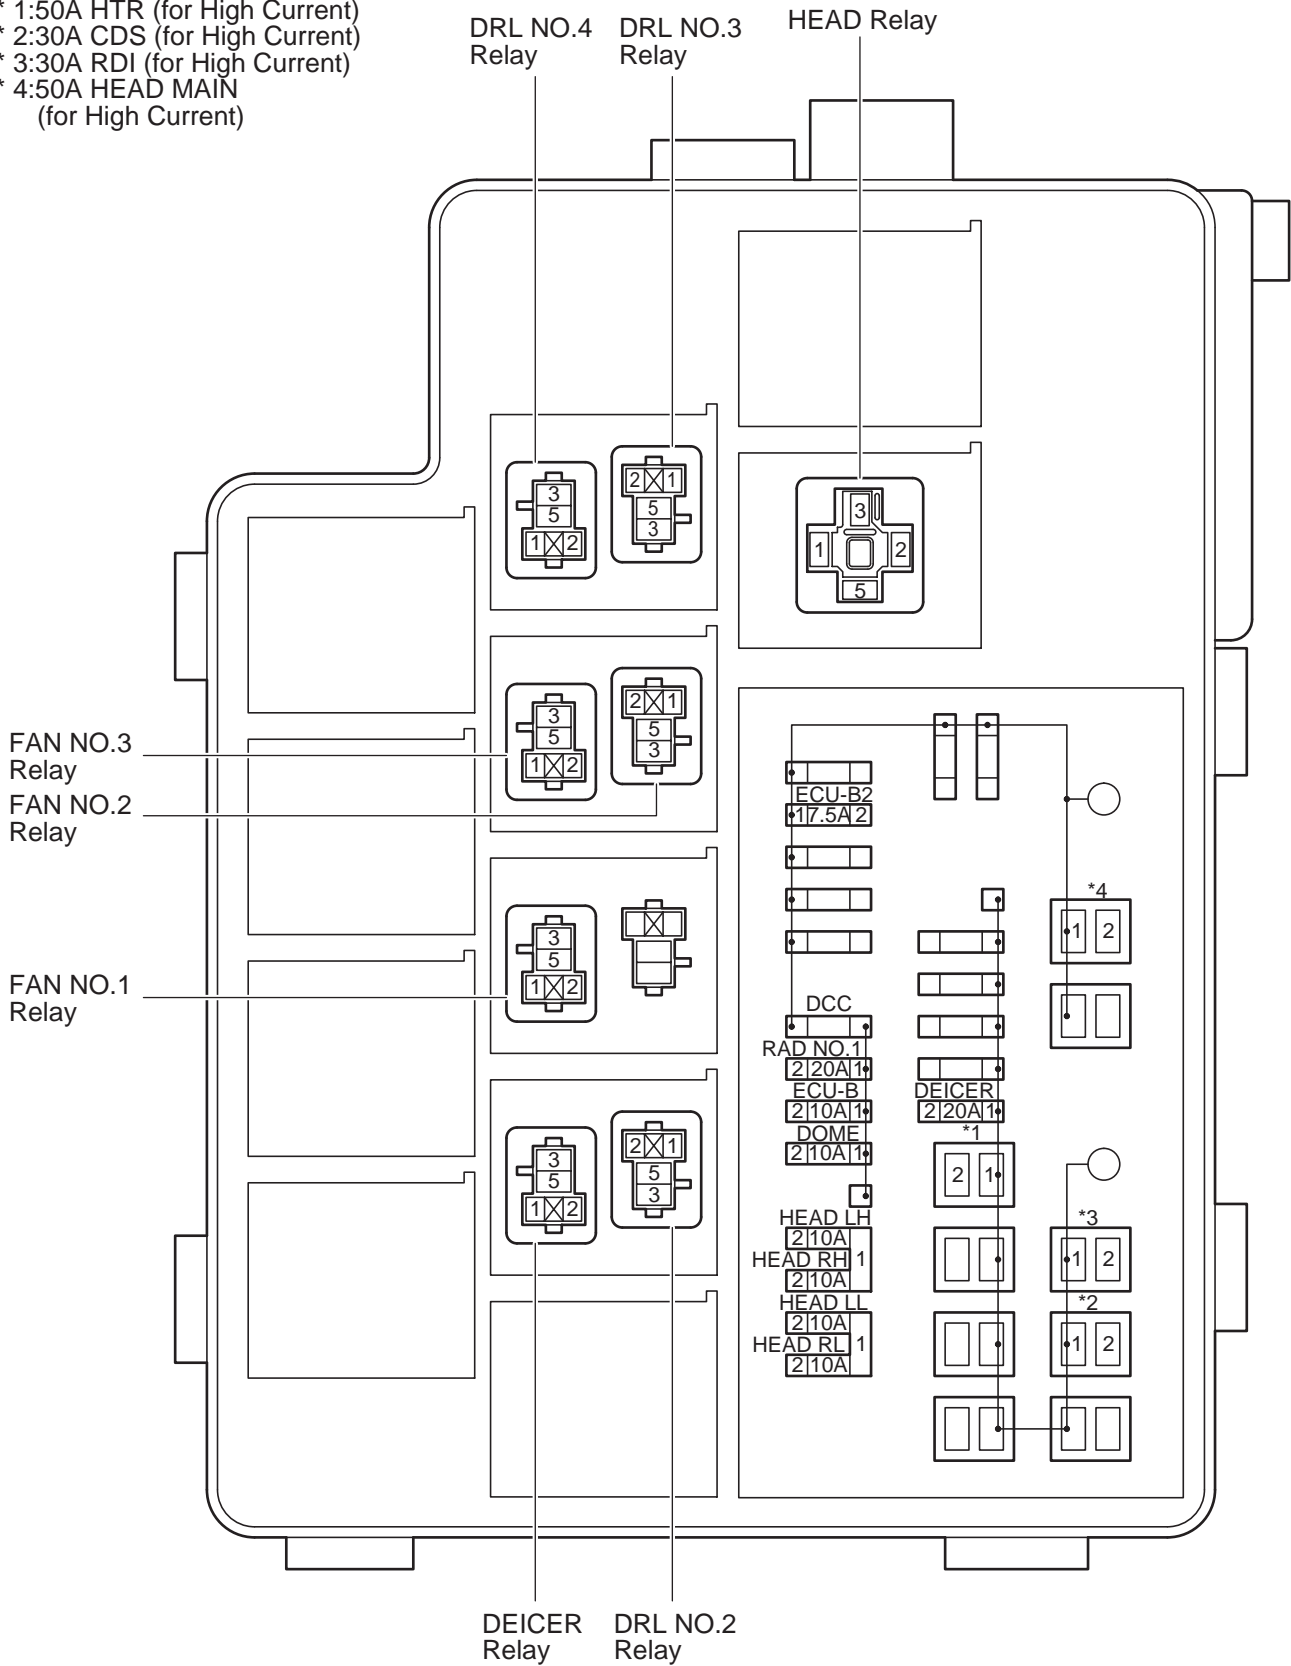 * 1:50A HTR (for High Current)
* 2:30A CDS (for High Current)
* 3:30A RDI (for High Current)
* 4:50A HEAD MAIN
(for High Current)
DRL NO.4
Relay
DRL NO.3
Relay
HEAD Relay
3
5
1 2
2 1
5
3
3
1 2
5
FAN NO.3
Relay
FAN NO.2
Relay
3
5
1 2
2 1
5
3
FAN NO.1
Relay
3
5
1 2
3
5
1 2
2 1
5
3
DEICER
Relay
DRL NO.2
Relay
ECU-B2
1 7.5A 2
DCC
RAD NO.1
2 20A 1
ECU-B
2 10A 1
DOME
2 10A 1
HEAD LH
2 10A
HEAD RH 1
2 10A
HEAD LL
2 10A
HEAD RL 1
2 10A
DEICER
2 20A 1
*1
2 1
*4
1 2
*3
1 2
*2
1 2